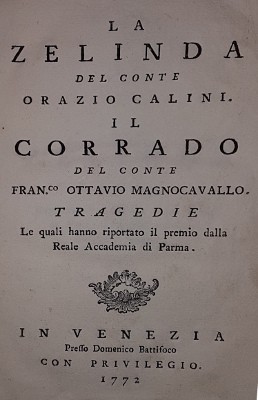 LA
ZELINDA
DEL CONTE
ORAZIO CALINI.
IL
CORRADO
DEL CONTE
FRAN.CO OTTAVIO MAGNOCAVALLO.
TRAGEDIE
Le quali hanno riportato il premio dalla
Reale Accademia di Parma.
IN VENEZIA
Presso Domenico Battifoco
CON PRIVILEGIO.
1772